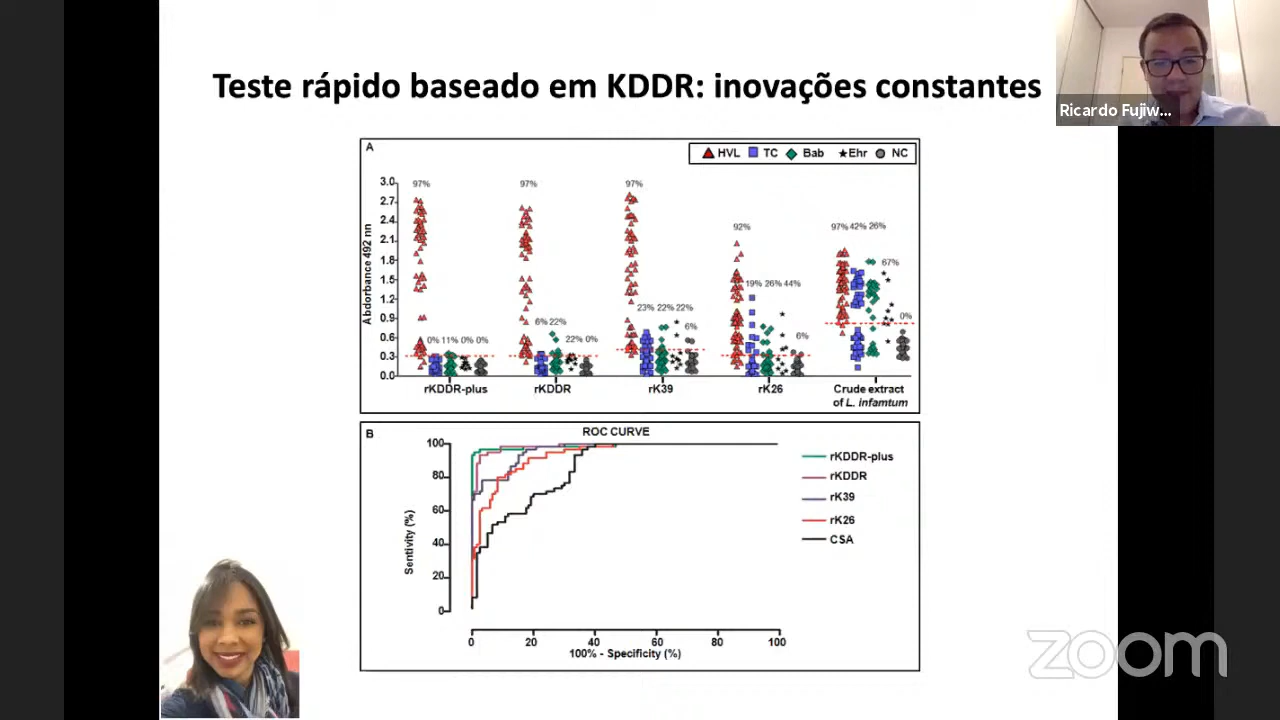 Teste rápido baseado em KDDR: inovações constantes
Ricardo Fujiw...
A
HVL TC Bab Ehr NC
Abdorbance 492 nn
3.0
2.7
2.4
2.1
1.8
1.5
1.2
0.9
0.6
0.3
0.0
97%
0% 11% 0% 0%
97%
6% 22%
22% 0%
97%
23% 22% 22%
6%
92%
19% 26% 44%
6%
97% 42% 26%
67%
0%
rKDDR-plus
rKDDR
rK39
rK26
Crude extract
of L. infamtum
B
ROC CURVE
Sentivity (%)
100
80
60
40
20
0
0 20 40 60 80 100
100% - Specificity (%)
rKDDR-plus
rKDDR
rK39
rK26
CSA
zoom